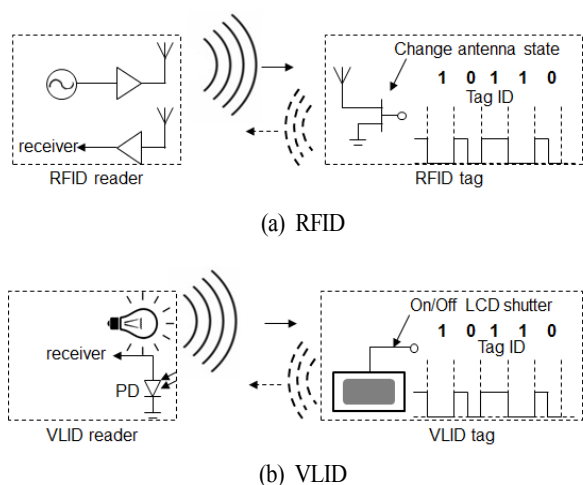 Change antenna state
1 0 1 1 0
Tag ID
receiver
RFID reader
RFID tag
(a) RFID
On/Off LCD shutter
1 0 1 1 0
Tag ID
receiver
PD
VLID reader
VLID tag
(b) VLID